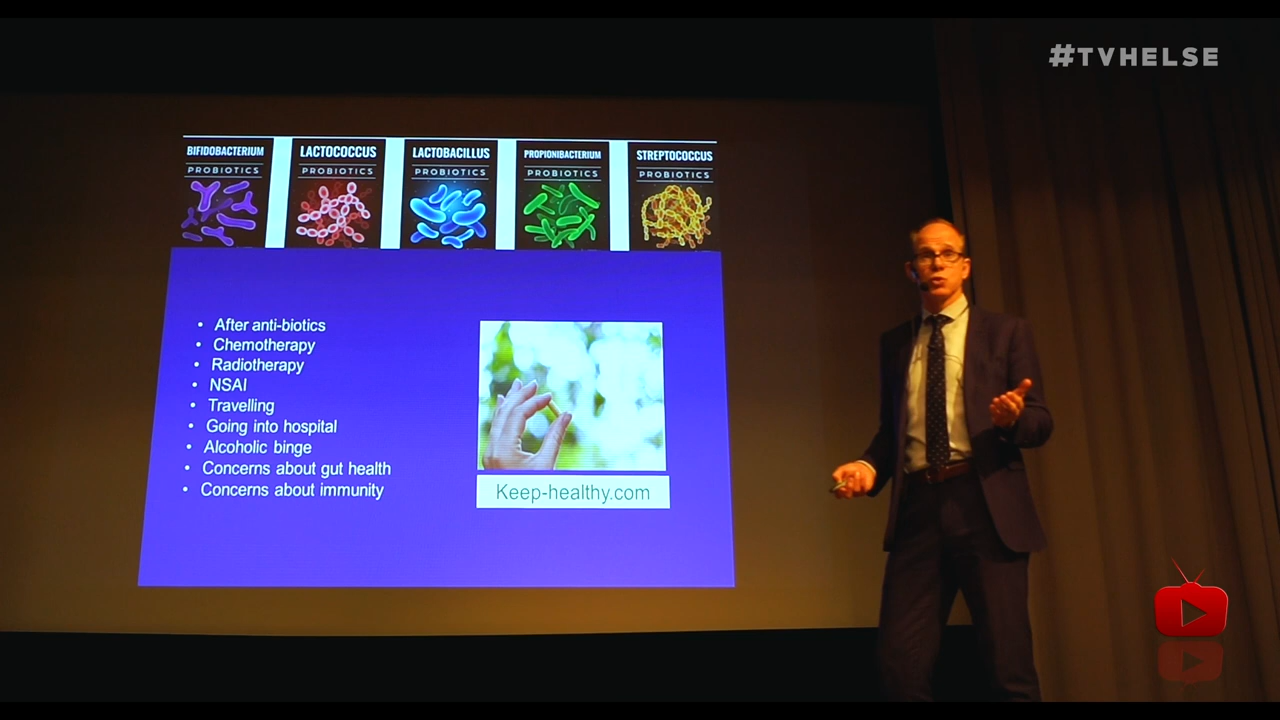 #TVHELSE
BIFIDOBACTERIUM
PROBIOTICS
LACTOCOCCUS
PROBIOTICS
LACTOBACILLUS
PROBIOTICS
PROPIONIBACTERIUM
PROBIOTICS
STREPTOCOCCUS
PROBIOTICS
• After anti-biotics
• Chemotherapy
• Radiotherapy
• NSAI
• Travelling
• Going into hospital
• Alcoholic binge
• Concerns about gut health
• Concerns about immunity
Keep-healthy.com